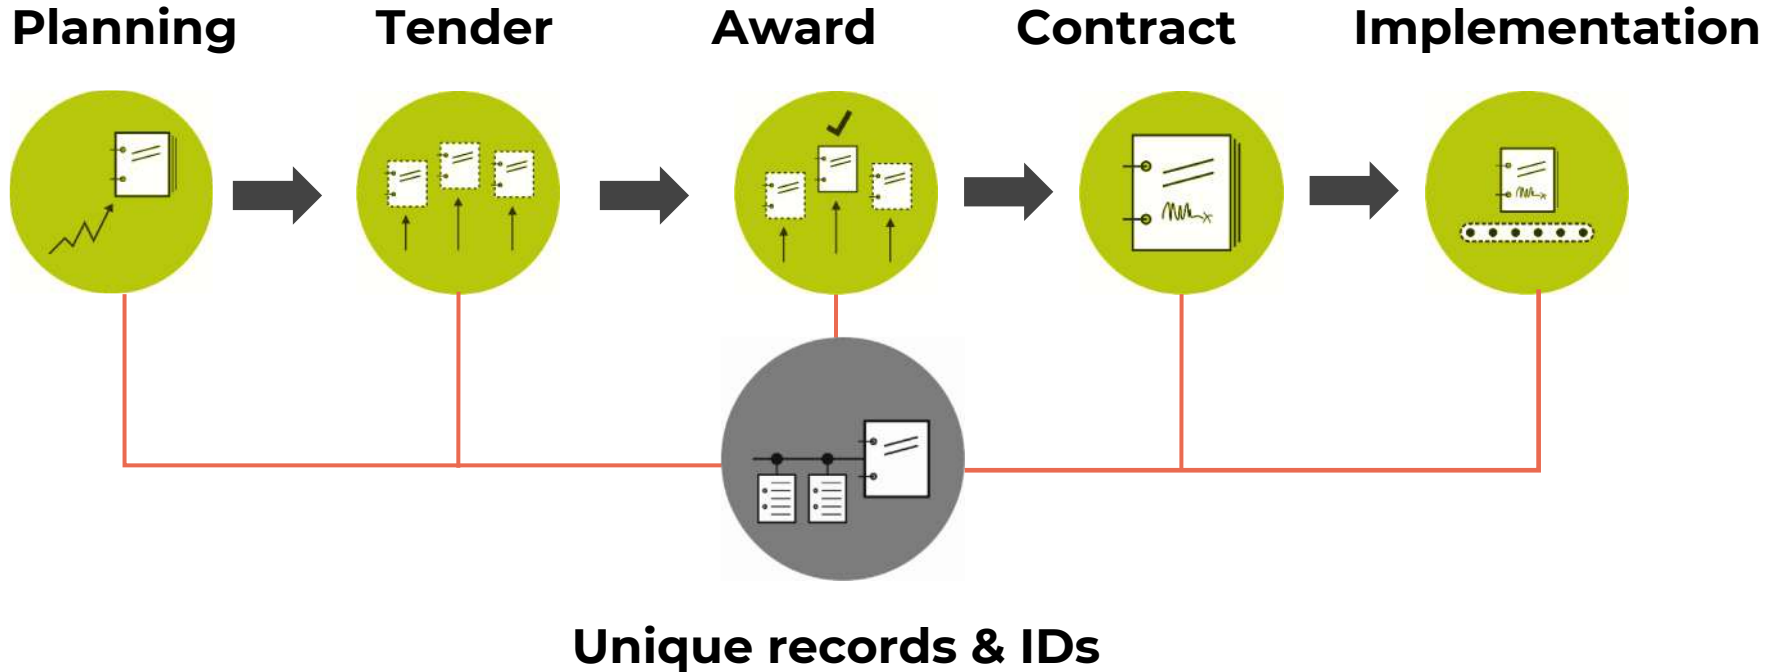 Planning Tender Award Contract Implementation
Unique records & IDs